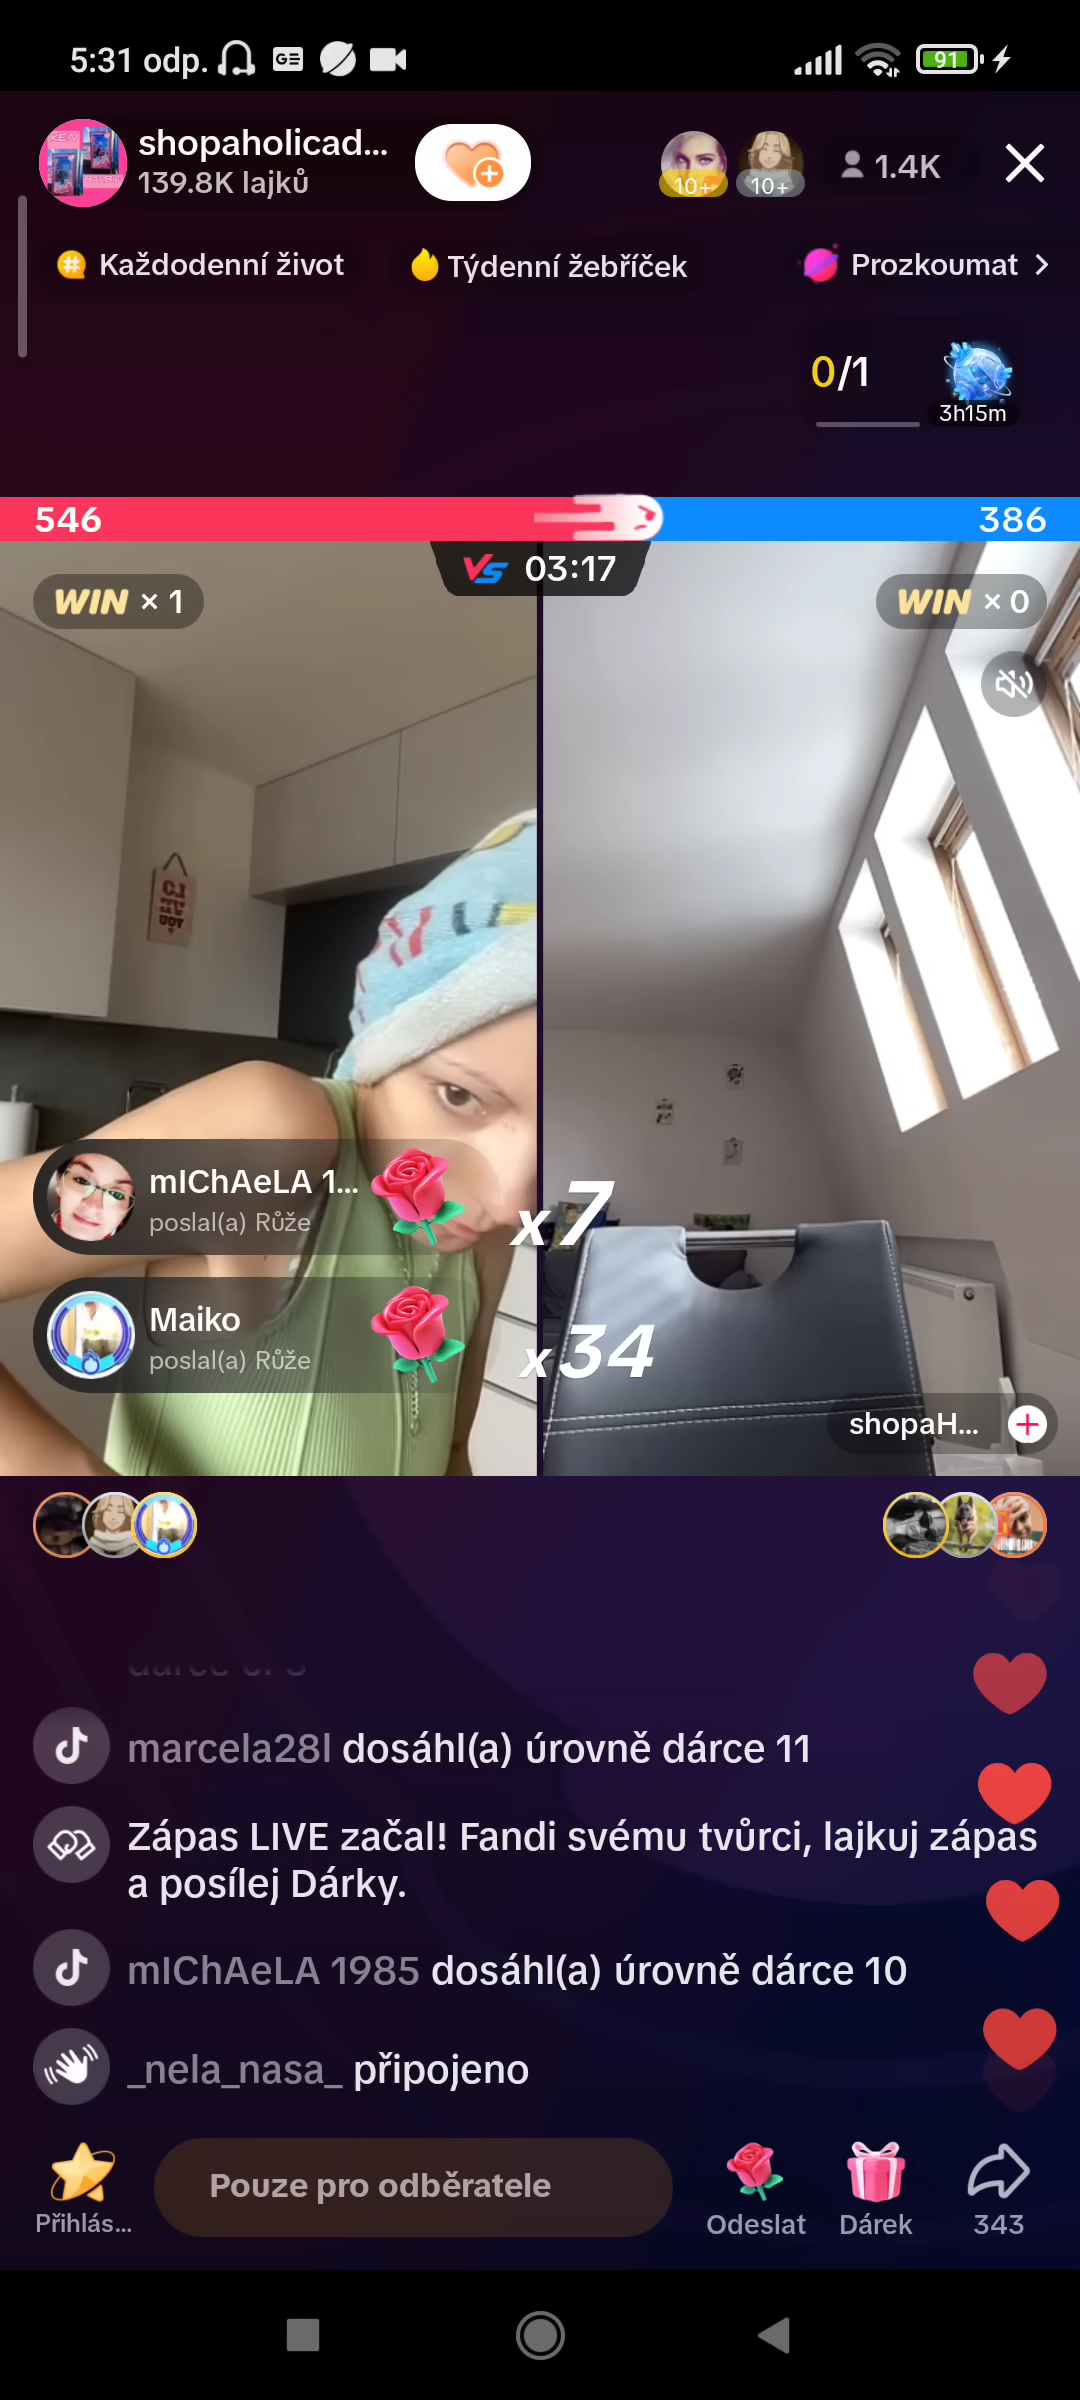 5:31 odp.
GE
91
shopaholicad...
139.8K lajků
10+
10+
1.4K
Každodenní život
Týdenní žebříček
Prozkoumat
0/1
3h15m
546
386
VS 03:17
WIN × 1
WIN × 0
mIChAeLA 1...
poslal(a) Růže
x7
Maiko
poslal(a) Růže
x34
shopaH...
marcela28l dosáhl(a) úrovně dárce 11
Zápas LIVE začal! Fandi svému tvůrci, lajkuj zápas
a posílej Dárky.
mIChAeLA 1985 dosáhl(a) úrovně dárce 10
_nela_nasa_ připojeno
Přihlás...
Pouze pro odběratele
Odeslat
Dárek
343